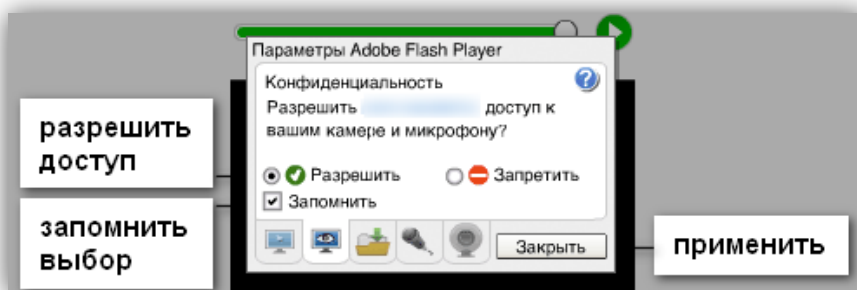 Параметры Adobe Flash Player
Конфиденциальность
Разрешить доступ к
вашим камере и микрофону?
Разрешить Запретить
Запомнить
Закрыть
разрешить
доступ
запомнить
выбор
применить